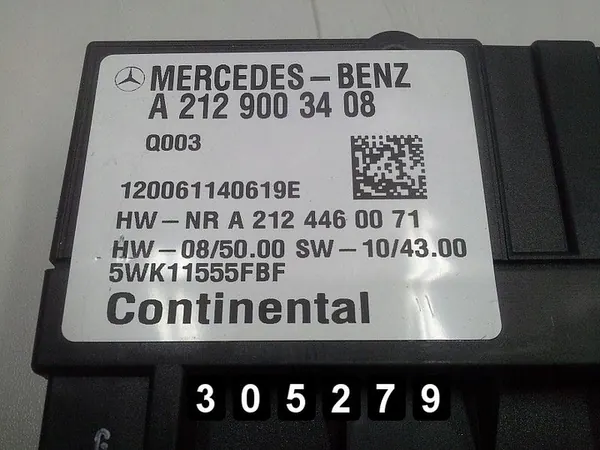 MERCEDES-BENZ
A 212 900 34 08
Q003
120061140619E
HW-NR A 212 446 00 71
HW-08/50.00 SW-10/43.00
5WK11555FBF
Continental
305279